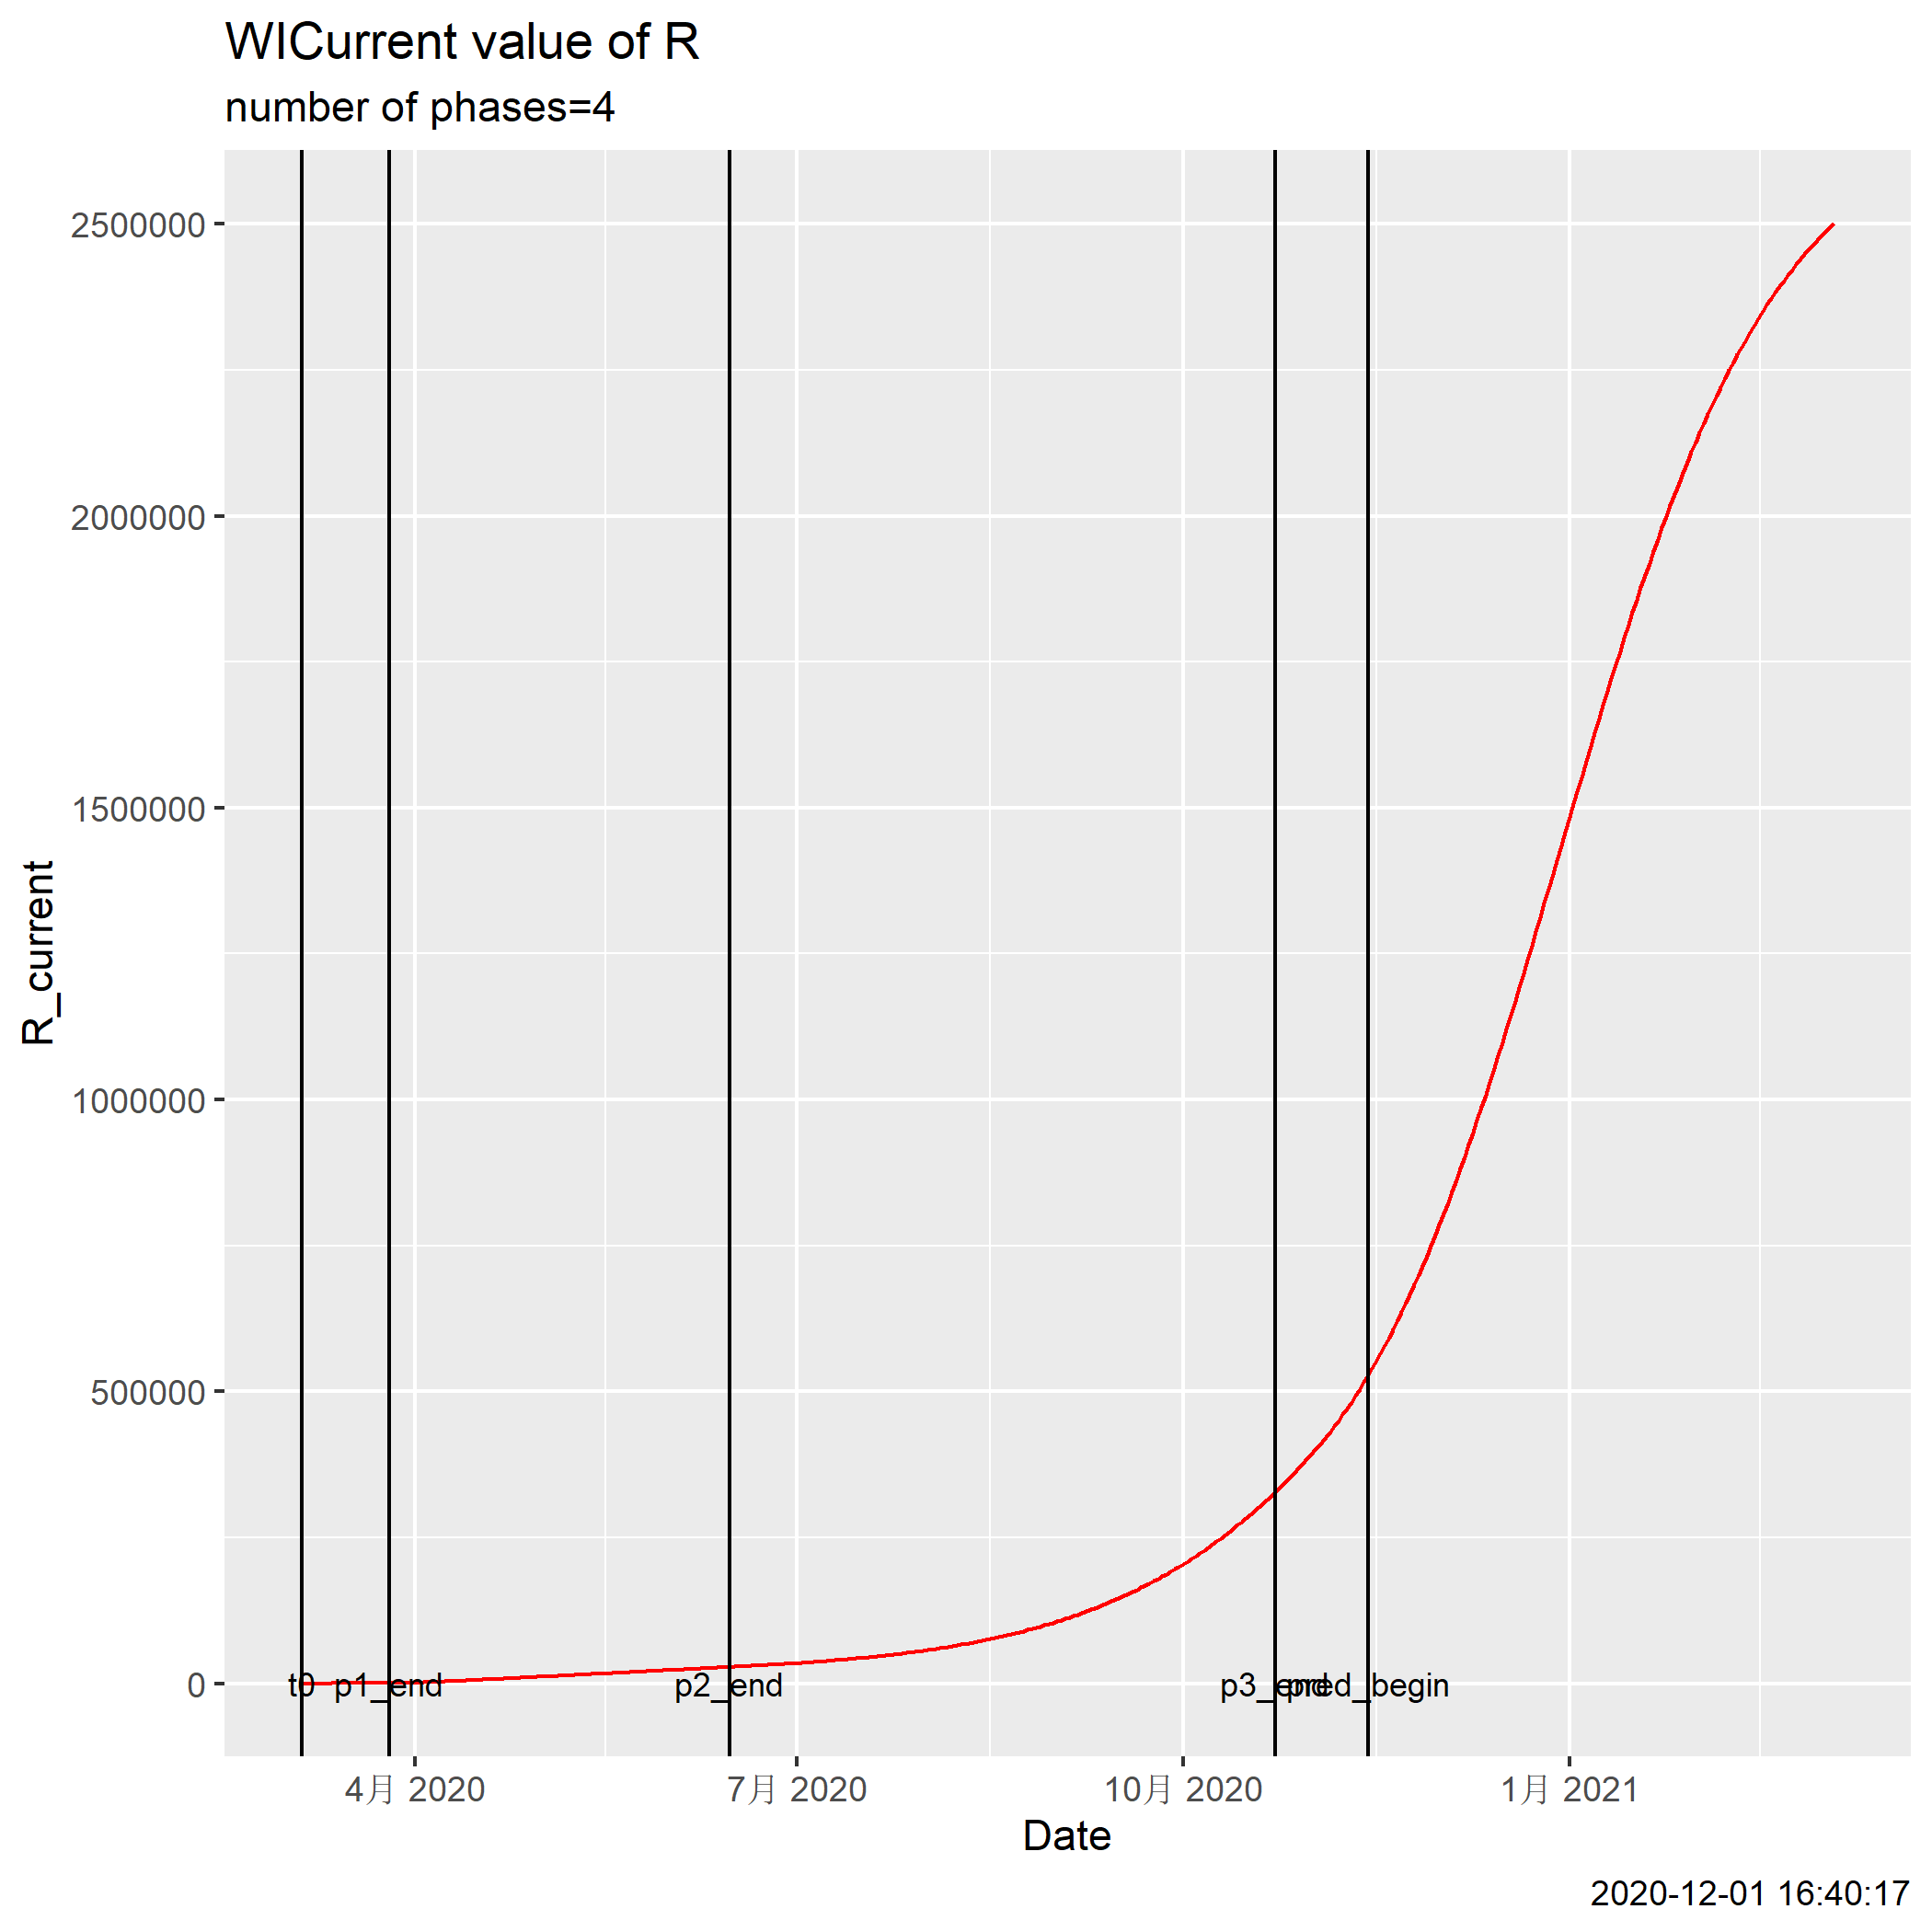 WICurrent value of R
number of phases=4
R_current
2500000
2000000
1500000
1000000
500000
0
t0 p1_end p2_end p3_end pred_begin
4月 2020 7月 2020 10月 2020 1月 2021
Date
2020-12-01 16:40:17